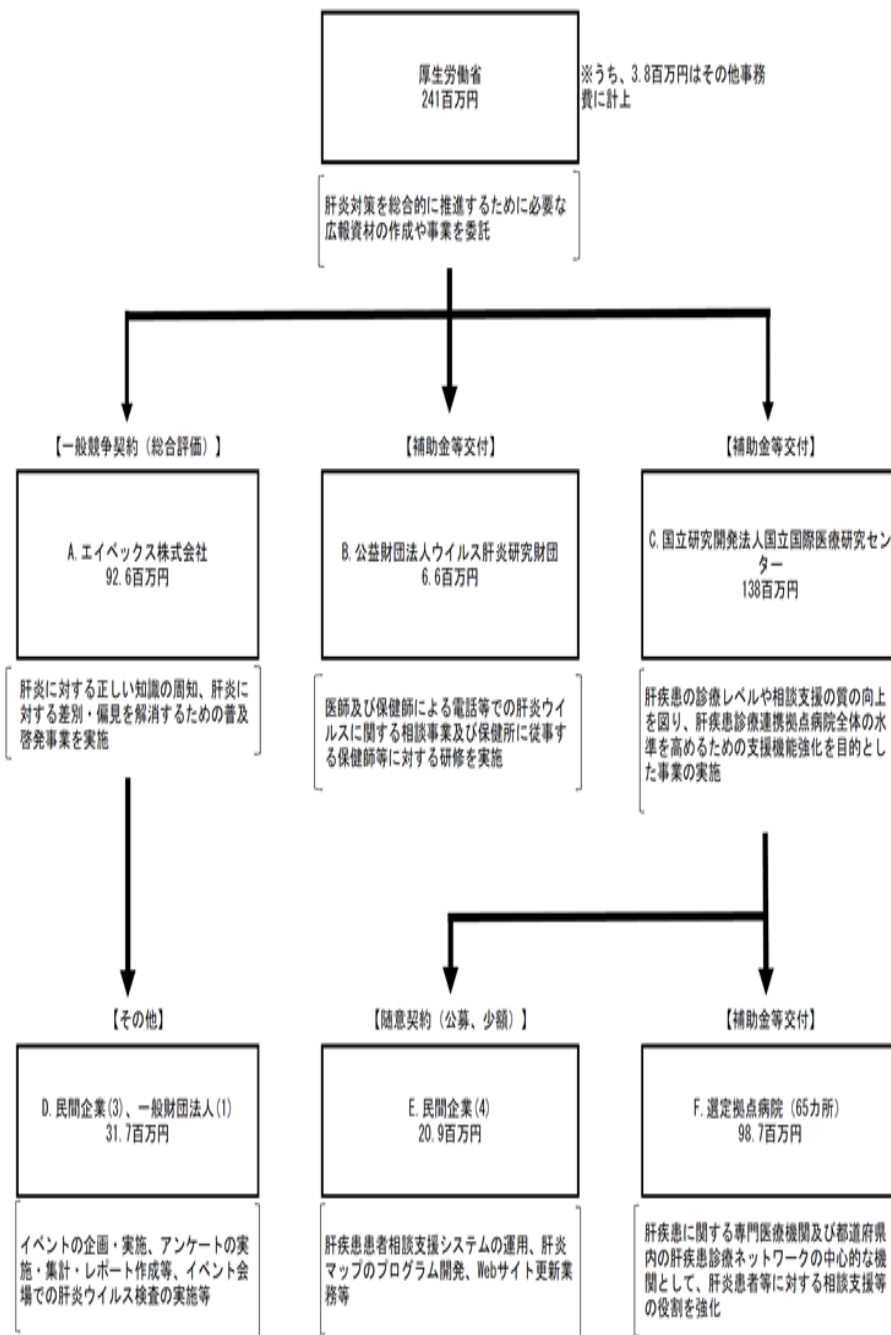 厚生労働省
241百万円
※うち、3.8百万円はその他事務
費に計上
肝炎対策を総合的に推進するために必要な
広報資材の作成や事業を委託
【一般競争契約（総合評価）】
【補助金等交付】
【補助金等交付】
A.エイベックス株式会社
92.6百万円
B.公益財団法人ウイルス肝炎研究財団
6.6百万円
C.国立研究開発法人国立国際医療研究セン
ター
138百万円
肝炎に対する正しい知識の周知、肝炎に
対する差別・偏見を解消するための普及
啓発事業を実施
医師及び保健師による電話等での肝炎ウイ
ルスに関する相談事業及び保健所に従事す
る保健師等に対する研修を実施
肝疾患の診療レベルや相談支援の質の向上
を図り、肝疾患診療連携拠点病院全体の水
準を高めるための支援機能強化を目的とし
た事業の実施
【その他】
【随意契約（公募、少額）】
【補助金等交付】
D.民間企業(3)、一般財団法人(1)
31.7百万円
E.民間企業(4)
20.9百万円
F.選定拠点病院（65カ所）
98.7百万円
イベントの企画・実施、アンケートの実
施・集計・レポート作成等、イベント会
場での肝炎ウイルス検査の実施等
肝疾患患者相談支援システムの運用、肝炎
マップのプログラム開発、Webサイト更新業
務等
肝疾患に関する専門医療機関及び都道府県
内の肝疾患診療ネットワークの中心的な機
関として、肝炎患者等に対する相談支援等
の役割を強化